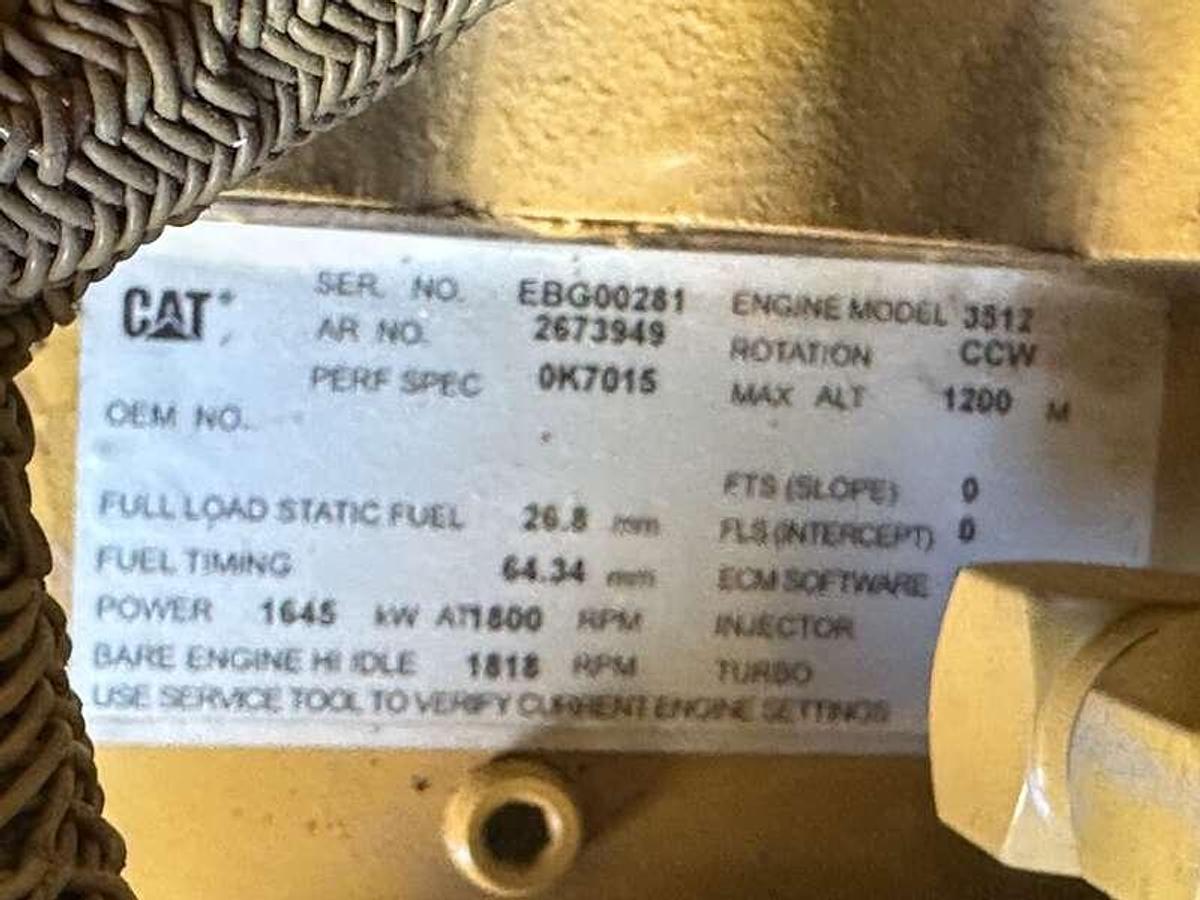 CAT
SER. NO. EBG00281 ENGINE MODEL 3512
AR NO. 2673949 ROTATION CCW
PERF SPEC 0K7015 MAX ALT 1200 M
OEM NO.
FULL LOAD STATIC FUEL 26.8 mm FTS (SLOPE) 0
FUEL TIMING 64.34 mm FLS (INTERCEPT) 0
POWER 1645 kW AT 1800 RPM ECM SOFTWARE
BARE ENGINE HI IDLE 1818 RPM INJECTOR
TURBO
USE SERVICE TOOL TO VERIFY CURRENT ENGINE SETTINGS